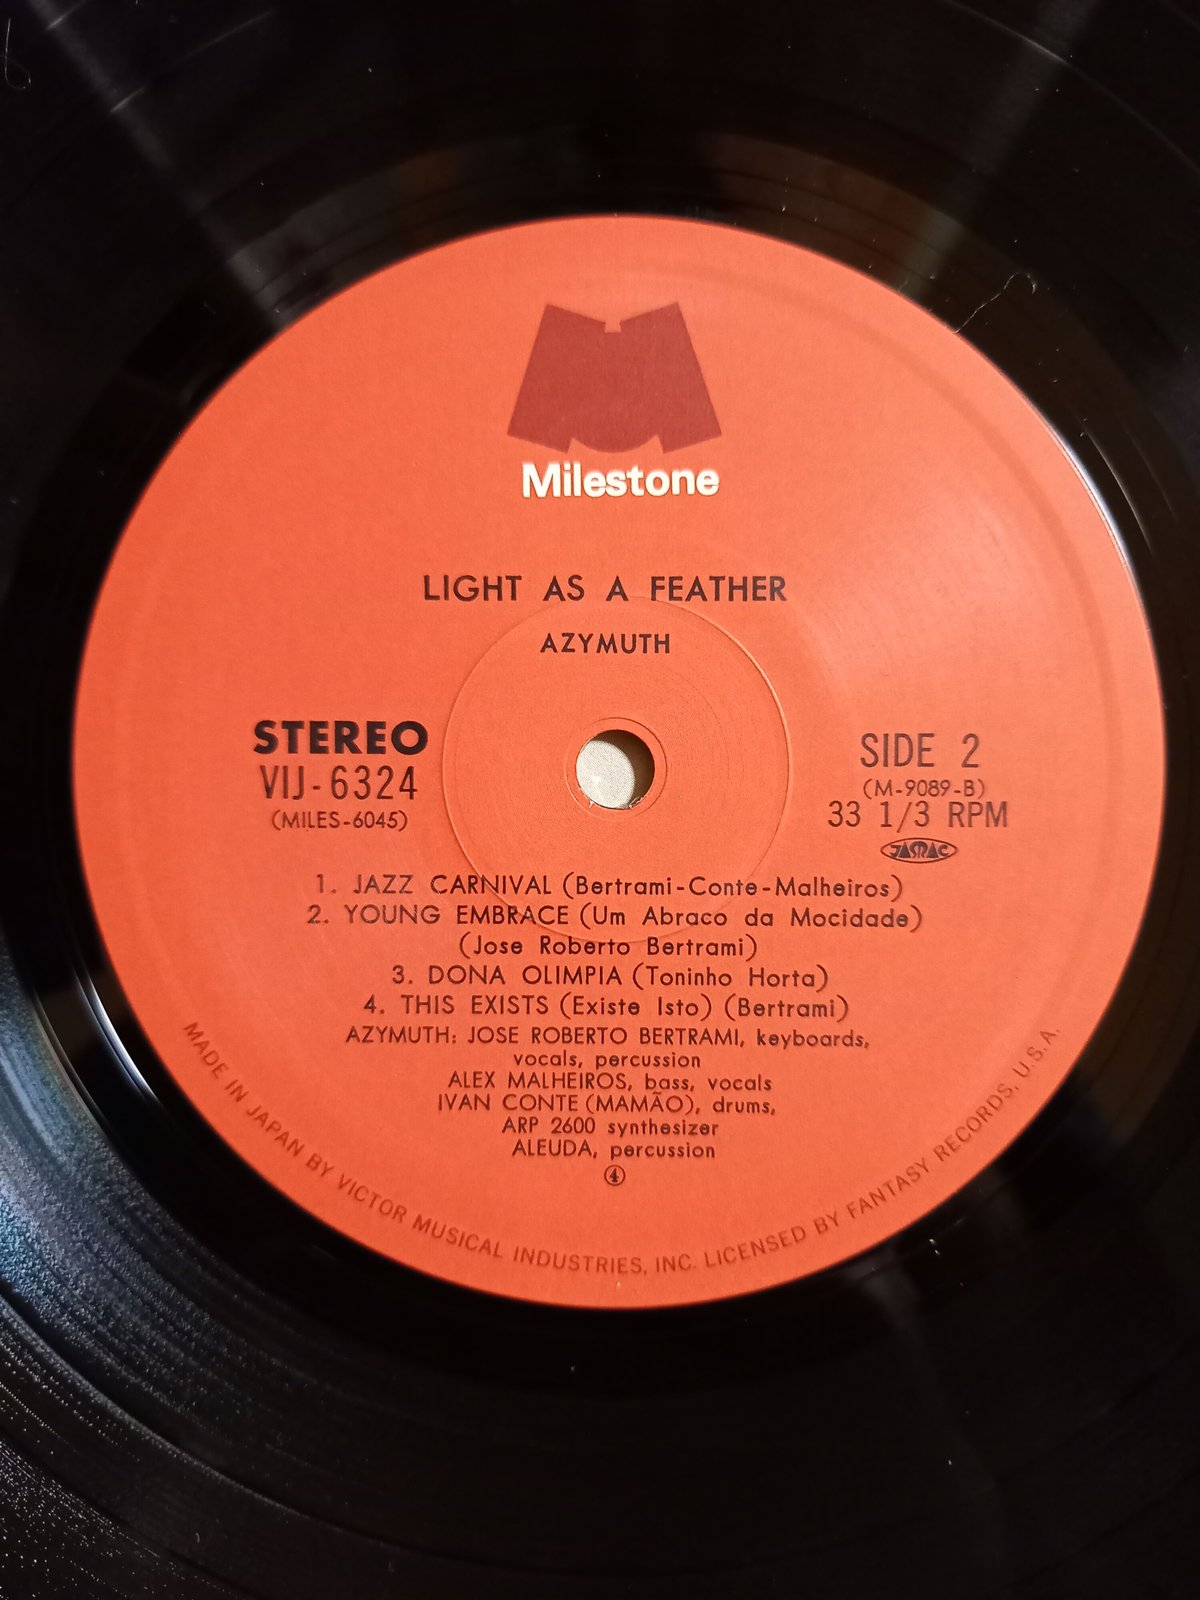 Milestone
LIGHT AS A FEATHER
AZYMUTH
STEREO
VIJ-6324
(MILES-6045)
SIDE 2
(M-9089-B)
33 1/3 RPM
JASRAC
1. JAZZ CARNIVAL (Bertrami-Conte-Malheiros)
2. YOUNG EMBRACE (Um Abraco da Mocidade)
(Jose Roberto Bertrami)
3. DONA OLIMPIA (Toninho Horta)
4. THIS EXISTS (Existe Isto) (Bertrami)
AZYMUTH: JOSE ROBERTO BERTRAMI, keyboards,
vocals, percussion
ALEX MALHEIROS, bass, vocals
IVAN CONTE (MAMÃO), drums,
ARP 2600 synthesizer
ALEUDA, percussion
④
MADE IN JAPAN BY VICTOR MUSICAL INDUSTRIES, INC. LICENSED BY FANTASY RECORDS, U.S.A.